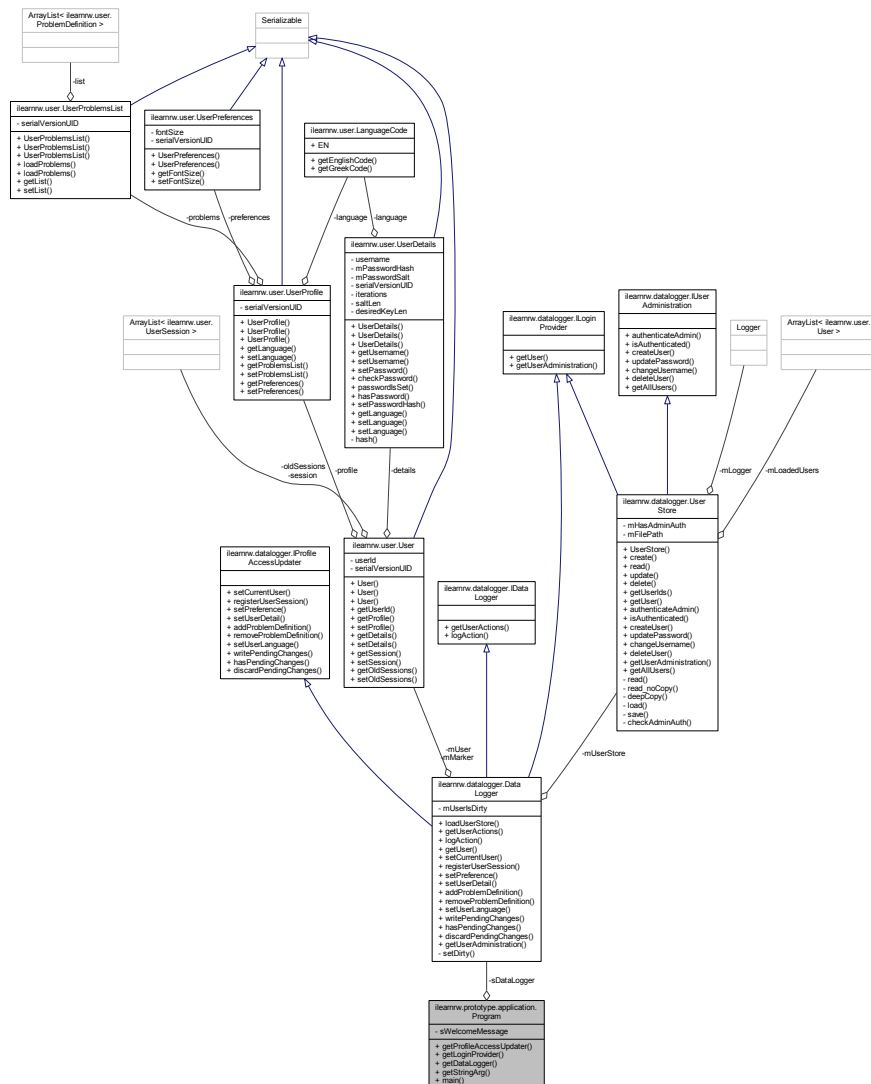 ArrayList< ilearnrw.user.
ProblemDefinition >
Serializable
-list
ilearnrw.user.UserProblemsList
- serialVersionUID
+ UserProblemsList()
+ UserProblemsList()
+ UserProblemsList()
+ loadProblems()
+ loadProblems()
+ getList()
+ setList()
ilearnrw.user.UserPreferences
- fontSize
- serialVersionUID
+ UserPreferences()
+ UserPreferences()
+ getFontSize()
+ setFontSize()
ilearnrw.user.LanguageCode
+ EN
+ getEnglishCode()
+ getGreekCode()
-problems
-preferences
-language
-language
ilearnrw.user.UserDetails
- username
- mPasswordHash
- mPasswordSalt
- serialVersionUID
- iterations
- saltLen
- desiredKeyLen
+ UserDetails()
+ UserDetails()
+ UserDetails()
+ getUsername()
+ setUsername()
+ setPassword()
+ checkPassword()
+ passwordIsSet()
+ hasPassword()
+ setPasswordHash()
+ getLanguage()
+ setLanguage()
+ setLanguage()
- hash()
ilearnrw.user.UserProfile
- serialVersionUID
+ UserProfile()
+ UserProfile()
+ UserProfile()
+ getLanguage()
+ setLanguage()
+ getProblemsList()
+ setProblemsList()
+ getPreferences()
+ setPreferences()
ArrayList< ilearnrw.user.
UserSession >
ilearnrw.datalogger.ILogin
Provider
+ getUser()
+ getUserAdministration()
ilearnrw.datalogger.IUser
Administration
+ authenticateAdmin()
+ isAuthenticated()
+ createUser()
+ updatePassword()
+ changeUsername()
+ deleteUser()
+ getAllUsers()
Logger
ArrayList< ilearnrw.user.
User >
-oldSessions
-session
-profile
-details
-mLogger
-mLoadedUsers
ilearnrw.datalogger.User
Store
- mHasAdminAuth
- mFilePath
+ UserStore()
+ create()
+ read()
+ update()
+ delete()
+ getUserIds()
+ getUser()
+ authenticateAdmin()
+ isAuthenticated()
+ createUser()
+ updatePassword()
+ changeUsername()
+ deleteUser()
+ getUserAdministration()
+ getAllUsers()
- read()
- read_noCopy()
- deepCopy()
- load()
- save()
- checkAdminAuth()
ilearnrw.datalogger.IProfile
AccessUpdater
+ setCurrentUser()
+ registerUserSession()
+ setPreference()
+ setUserDetail()
+ addProblemDefinition()
+ removeProblemDefinition()
+ setUserLanguage()
+ writePendingChanges()
+ hasPendingChanges()
+ discardPendingChanges()
ilearnrw.user.User
- userId
- serialVersionUID
+ User()
+ User()
+ User()
+ getUserId()
+ getProfile()
+ setProfile()
+ getDetails()
+ setDetails()
+ getSession()
+ setSession()
+ getOldSessions()
+ setOldSessions()
ilearnrw.datalogger.IData
Logger
+ getUserActions()
+ logAction()
-mUser
-mMarker
-mUserStore
ilearnrw.datalogger.Data
Logger
- mUserIsDirty
+ loadUserStore()
+ getUserActions()
+ logAction()
+ getUser()
+ setCurrentUser()
+ registerUserSession()
+ setPreference()
+ setUserDetail()
+ addProblemDefinition()
+ removeProblemDefinition()
+ setUserLanguage()
+ writePendingChanges()
+ hasPendingChanges()
+ discardPendingChanges()
+ getUserAdministration()
- setDirty()
-sDataLogger
ilearnrw.prototype.application.
Program
- sWelcomeMessage
+ getProfileAccessUpdater()
+ getLoginProvider()
+ getDataLogger()
+ getStringArg()
+ main()